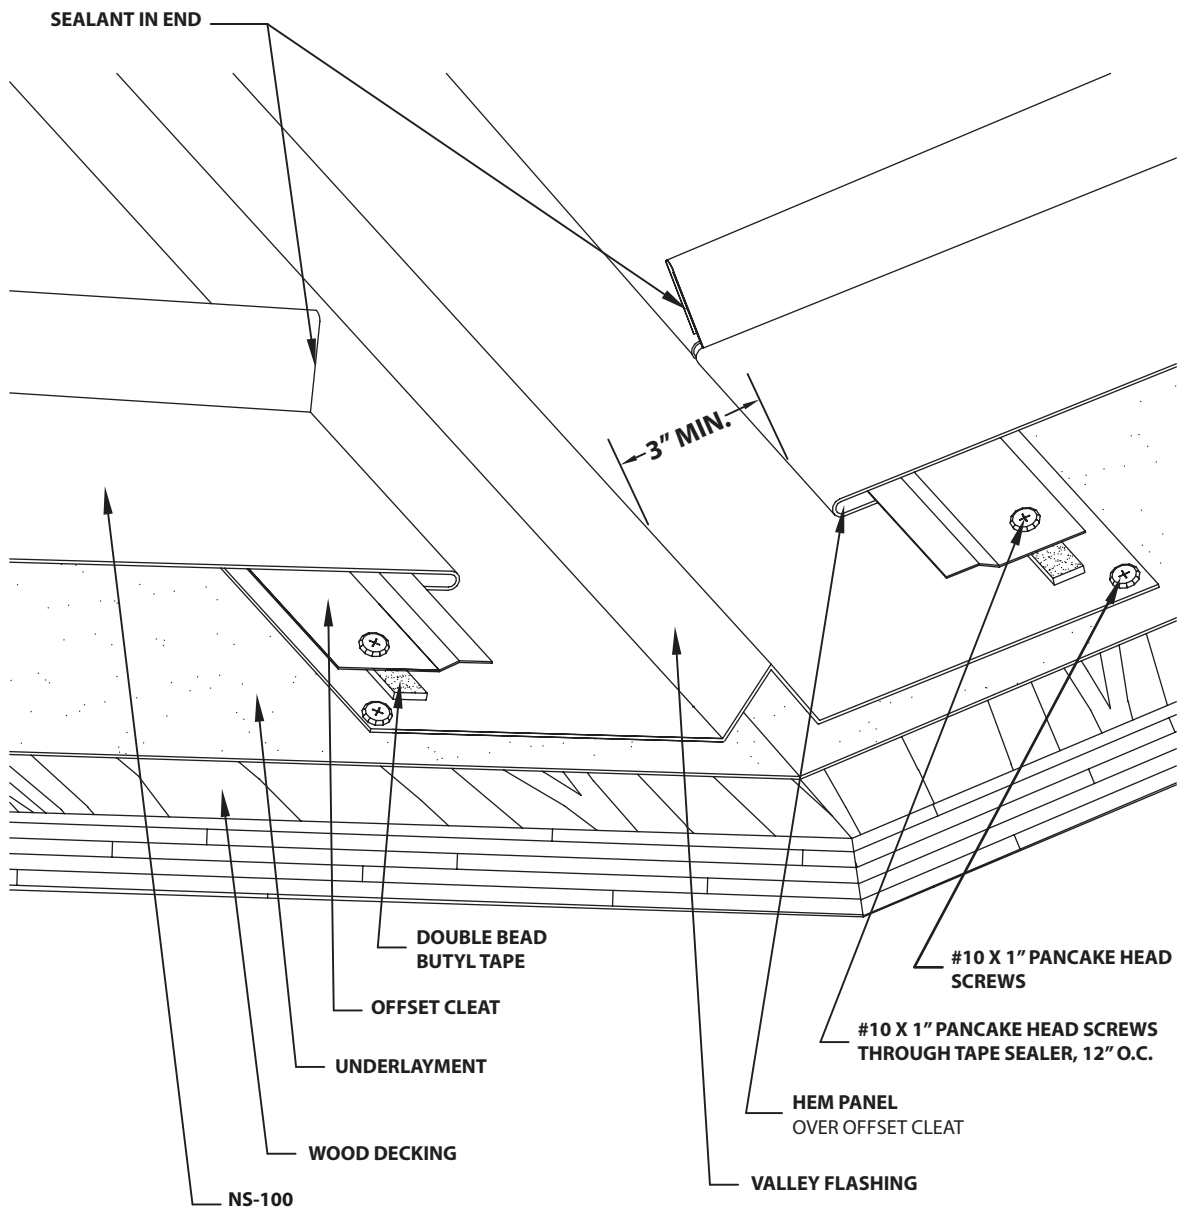 SEALANT IN END
3” MIN.
DOUBLE BEAD
BUTYL TAPE
#10 X 1” PANCAKE HEAD
SCREWS
OFFSET CLEAT
#10 X 1” PANCAKE HEAD SCREWS
THROUGH TAPE SEALER, 12” O.C.
UNDERLAYMENT
HEM PANEL
OVER OFFSET CLEAT
WOOD DECKING
VALLEY FLASHING
NS-100